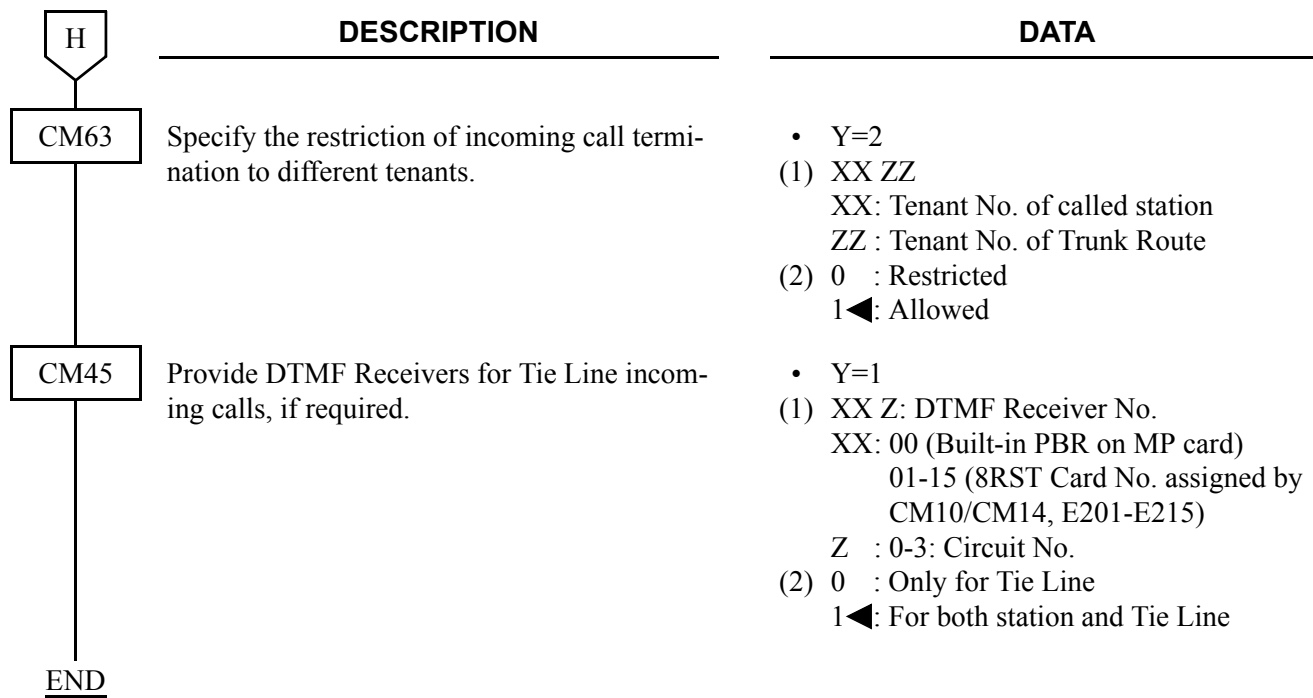 H
DESCRIPTION
DATA
CM63
Specify the restriction of incoming call termi-
nation to different tenants.
• Y=2
(1) XX ZZ
XX: Tenant No. of called station
ZZ : Tenant No. of Trunk Route
(2) 0 : Restricted
1◄: Allowed
CM45
Provide DTMF Receivers for Tie Line incom-
ing calls, if required.
• Y=1
(1) XX Z: DTMF Receiver No.
XX: 00 (Built-in PBR on MP card)
01-15 (8RST Card No. assigned by
CM10/CM14, E201-E215)
Z : 0-3: Circuit No.
(2) 0 : Only for Tie Line
1◄: For both station and Tie Line
END